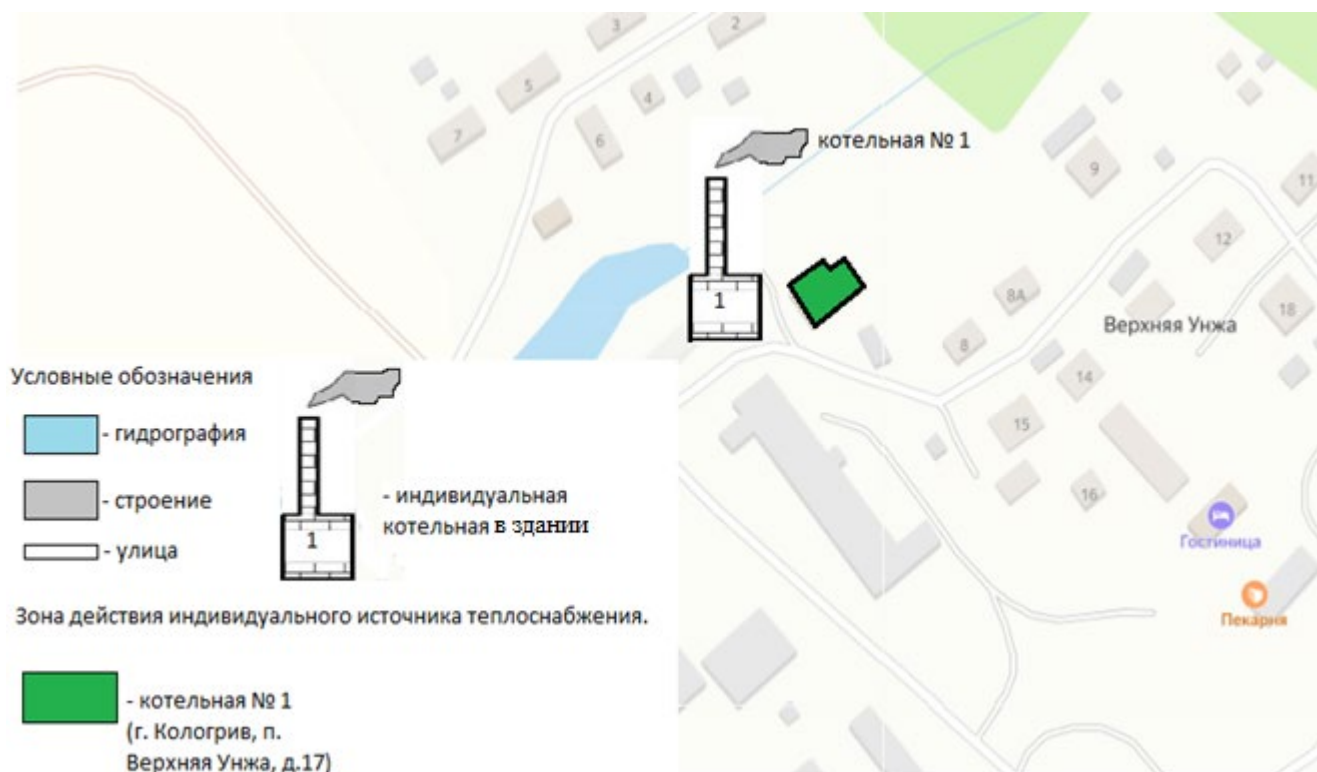 3
2
5
4
7
6
котельная № 1
9
11
12
1
8А
18
Верхняя Унжа
8
14
Условные обозначения
- гидрография
15
- строение
- индивидуальная
котельная в здании
16
1
- улица
Гостиница
Зона действия индивидуального источника теплоснабжения.
Пекарня
- котельная № 1
(г. Кологрив, п.
Верхняя Унжа, д.17)